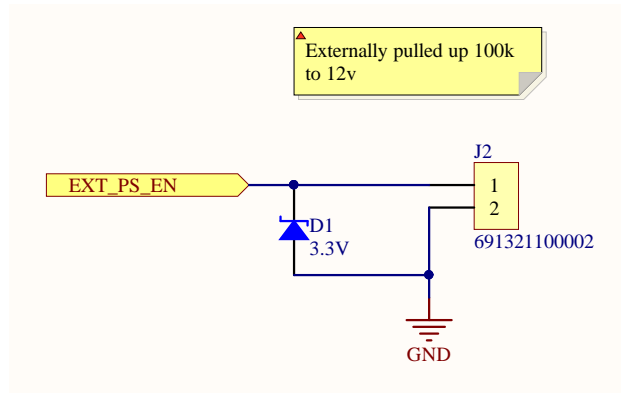 Externally pulled up 100k
to 12v
J2
EXT_PS_EN
1
2
D1
3.3V
691321100002
GND